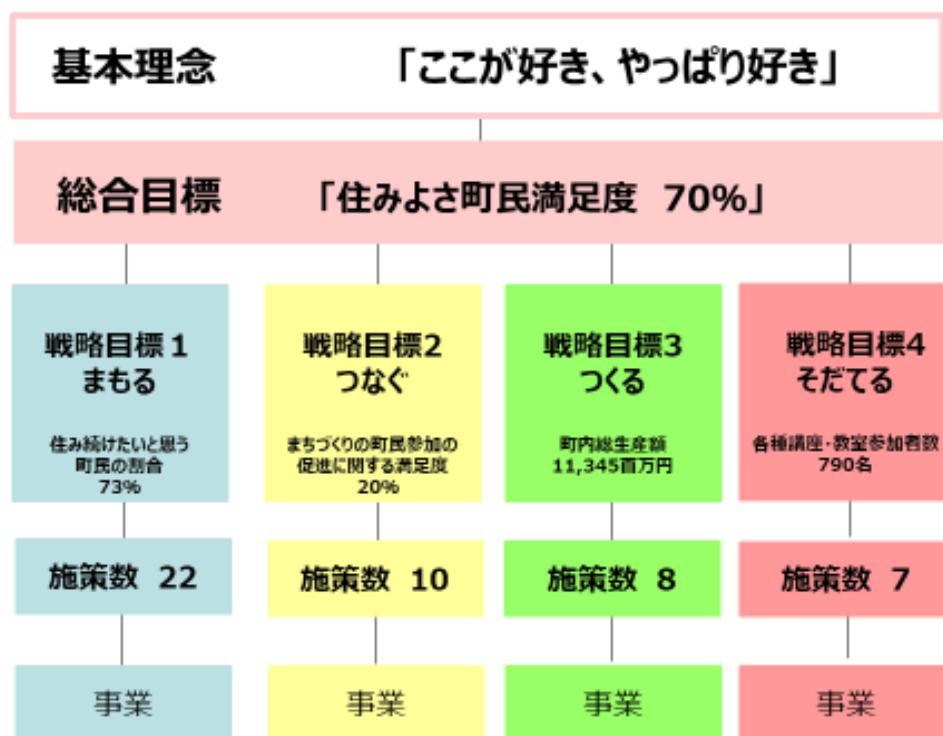 基本理念 「ここが好き、やっぱり好き」
総合目標 「住みよさ町民満足度 70%」
戦略目標1
まもる
住み続けたいと思う
町民の割合
73%
戦略目標2
つなぐ
まちづくりの町民参加の
促進に関する満足度
20%
戦略目標3
つくる
町内総生産額
11,345百万円
戦略目標4
そだてる
各種講座・教室参加者数
790名
施策数 22
施策数 10
施策数 8
施策数 7
事業
事業
事業
事業